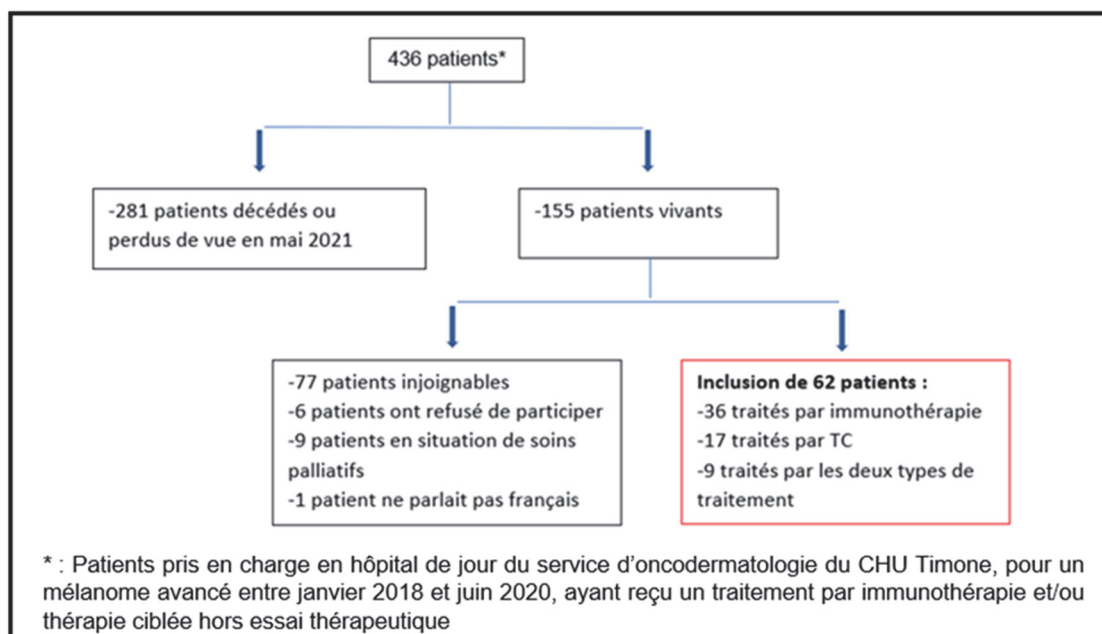 436 patients*
-281 patients décédés ou
perdus de vue en mai 2021
-155 patients vivants
-77 patients injoignables
-6 patients ont refusé de participer
-9 patients en situation de soins
palliatifs
-1 patient ne parlait pas français
Inclusion de 62 patients :
-36 traités par immunothérapie
-17 traités par TC
-9 traités par les deux types de
traitement
* : Patients pris en charge en hôpital de jour du service d'oncodermatologie du CHU Timone, pour un
mélanome avancé entre janvier 2018 et juin 2020, ayant reçu un traitement par immunothérapie et/ou
thérapie ciblée hors essai thérapeutique